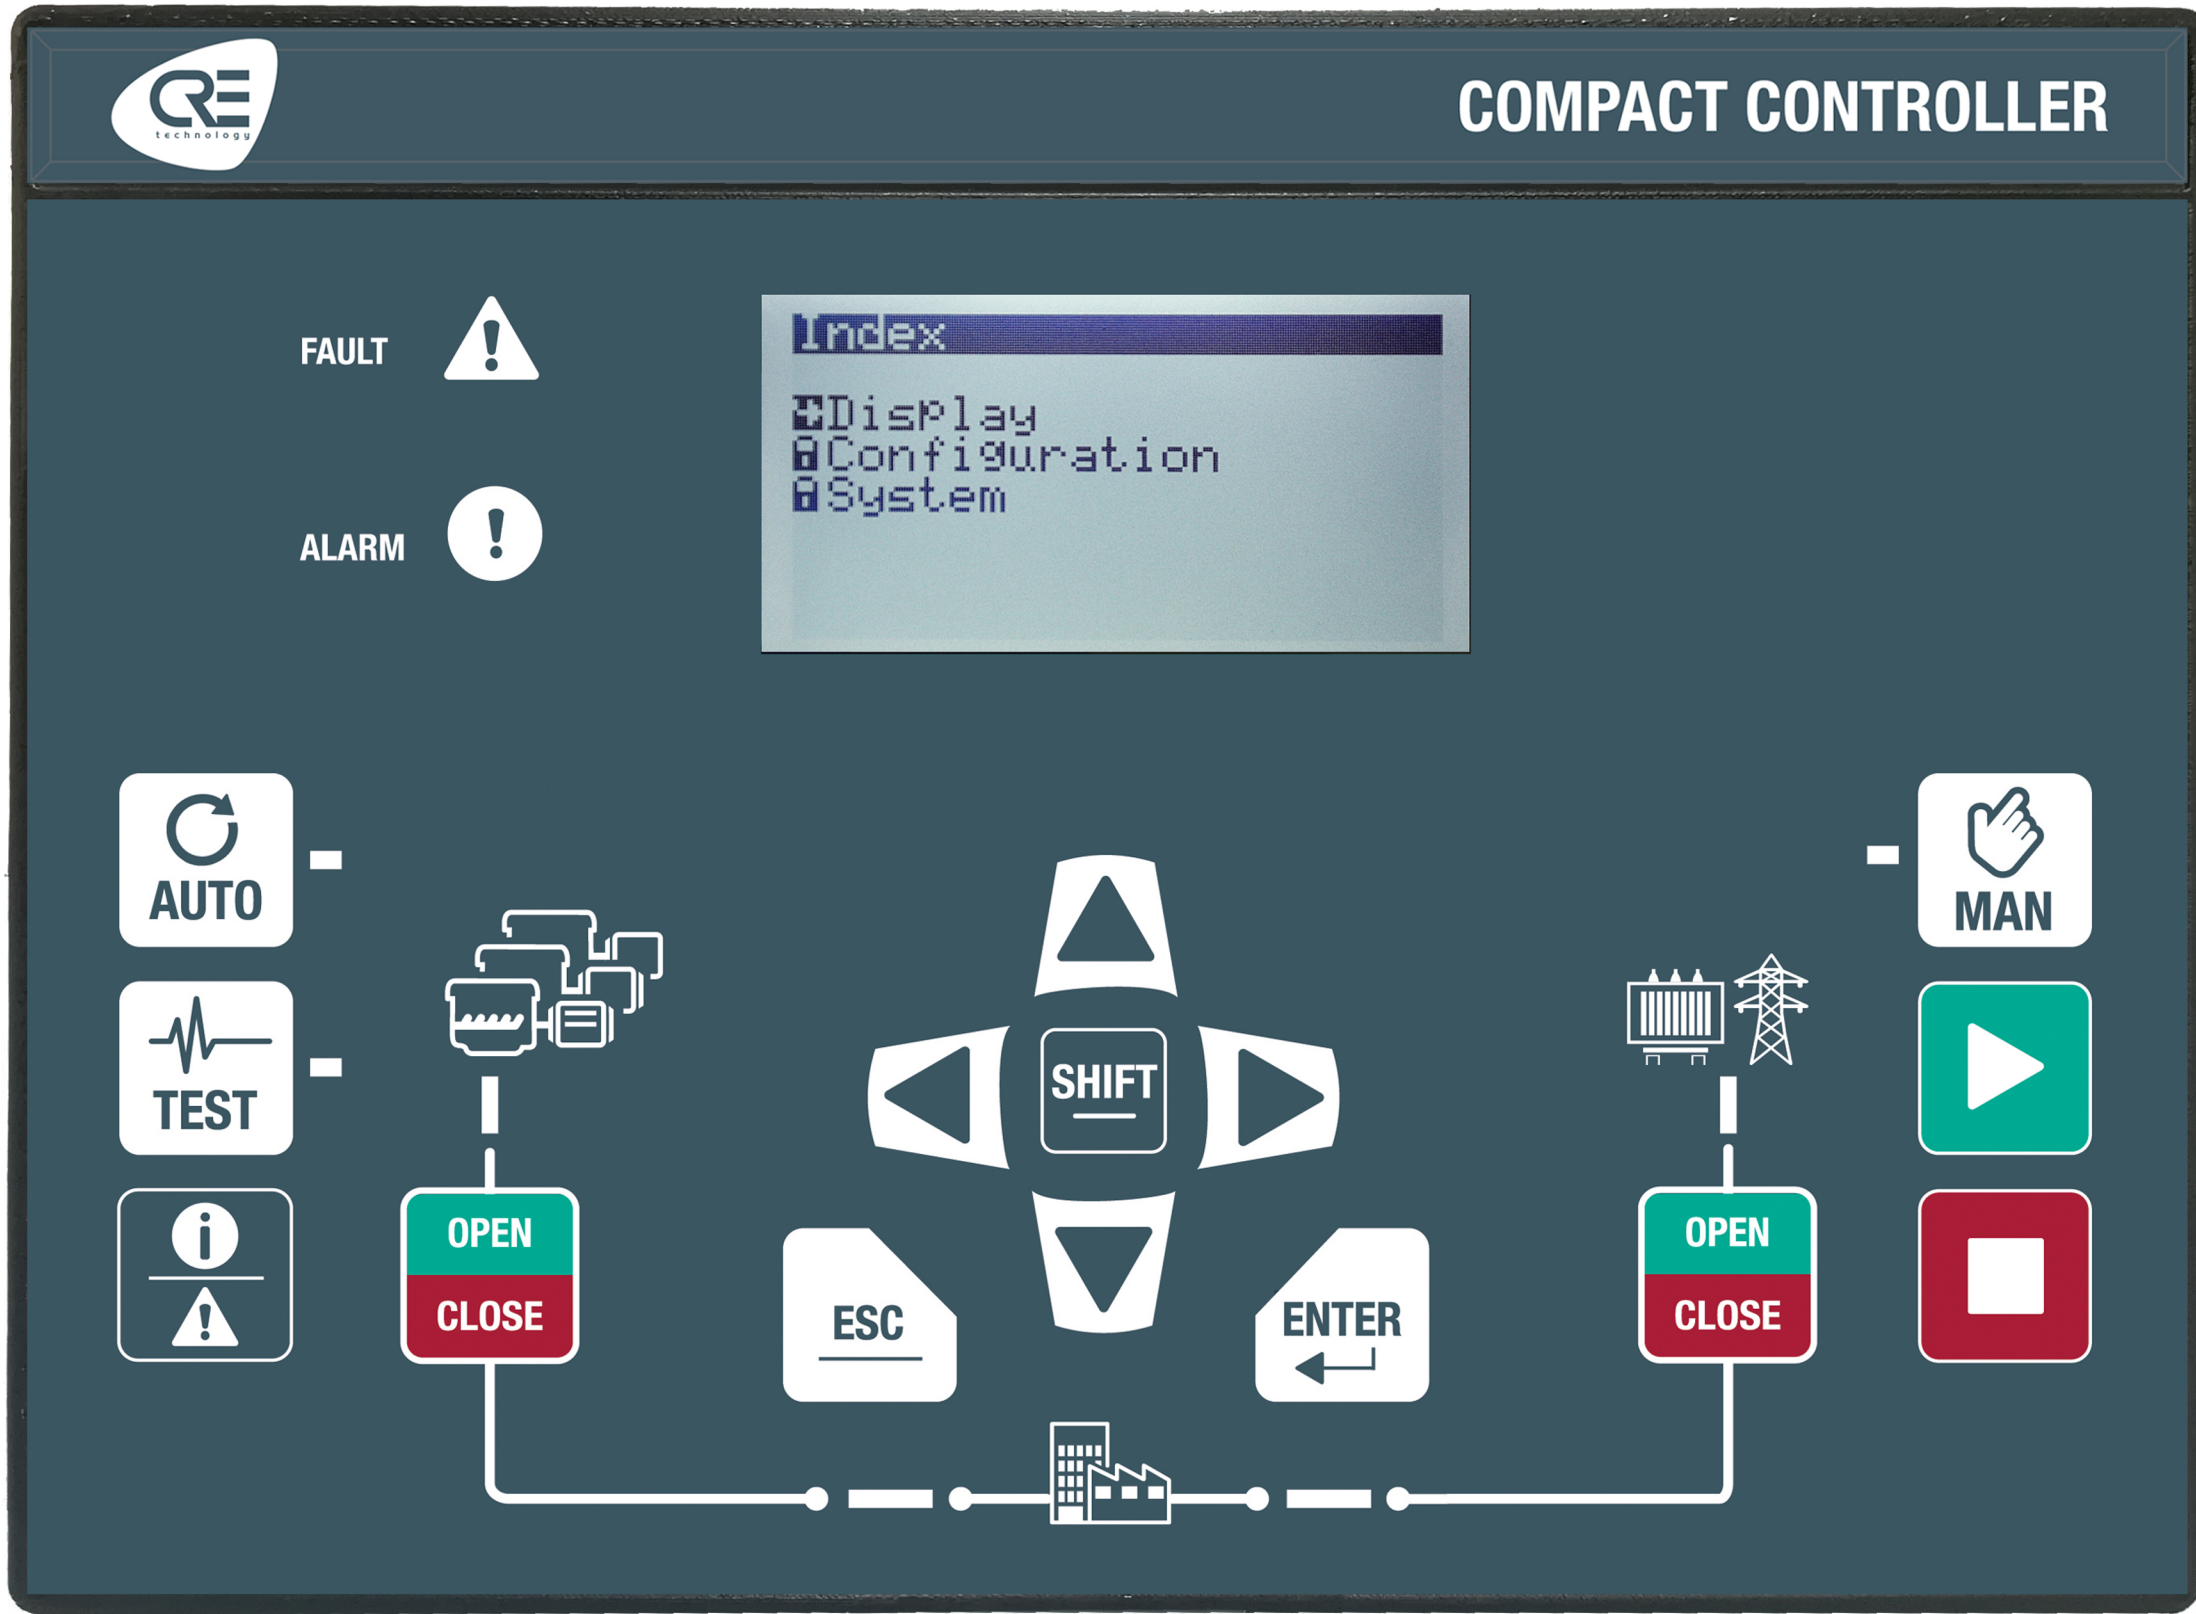 CRE
technology
COMPACT CONTROLLER
FAULT
Index
Display
Configuration
System
ALARM
AUTO
MAN
TEST
SHIFT
OPEN
CLOSE
ESC
ENTER
OPEN
CLOSE